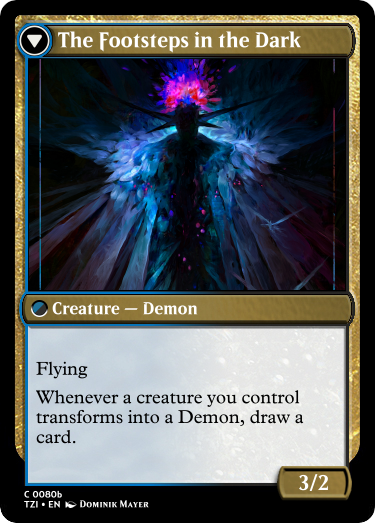 The Footsteps in the Dark
Creature — Demon
Flying
Whenever a creature you control
transforms into a Demon, draw a
card.
3/2
C 0080b
TZI • EN Dominik Mayer